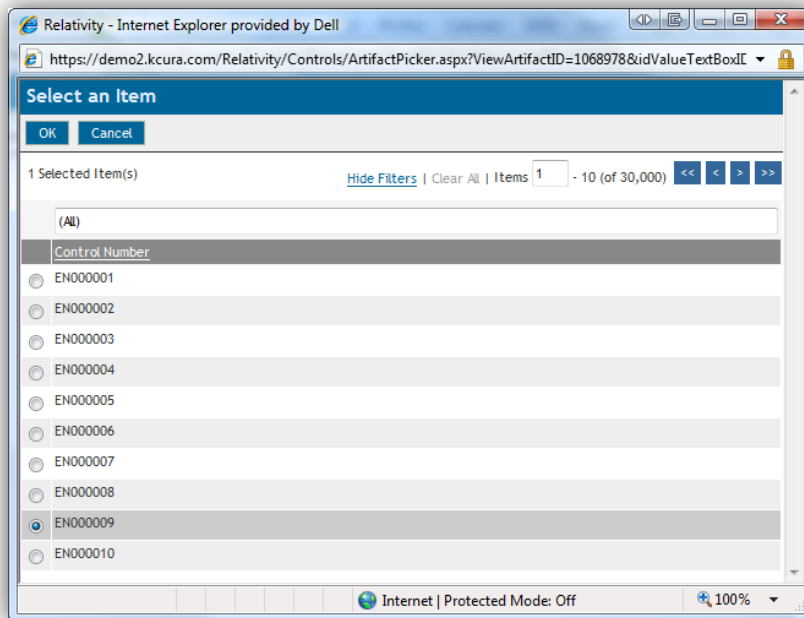 Relativity - Internet Explorer provided by Dell
https://demo2.kcura.com/Relativity/Controls/ArtifactPicker.aspx?ViewArtifactID=1068978&idValueTextBoxIC
Select an Item
OK Cancel
1 Selected Item(s) Hide Filters | Clear All | Items 1 - 10 (of 30,000) << < > >>
(All)
Control Number
EN000001
EN000002
EN000003
EN000004
EN000005
EN000006
EN000007
EN000008
EN000009
EN000010
Internet | Protected Mode: Off 100%